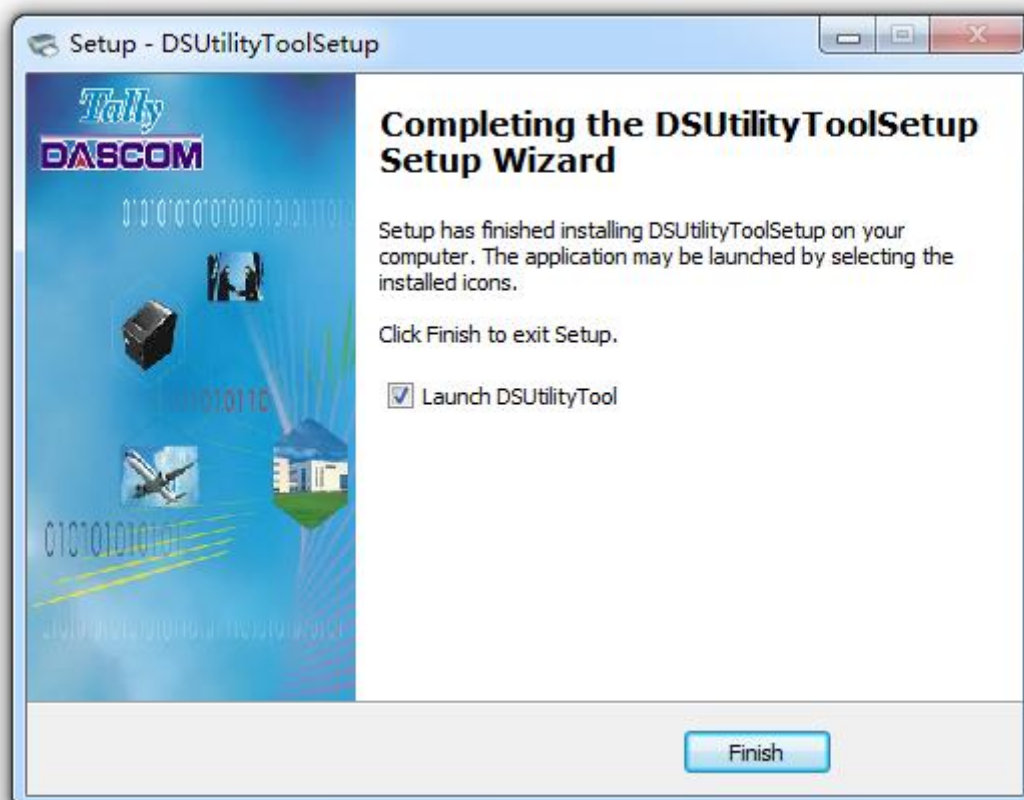 Setup - DSUtilityToolSetup
Tally
DASCOM
Completing the DSUtilityToolSetup
Setup Wizard
Setup has finished installing DSUtilityToolSetup on your
computer. The application may be launched by selecting the
installed icons.
Click Finish to exit Setup.
Launch DSUtilityTool
Finish